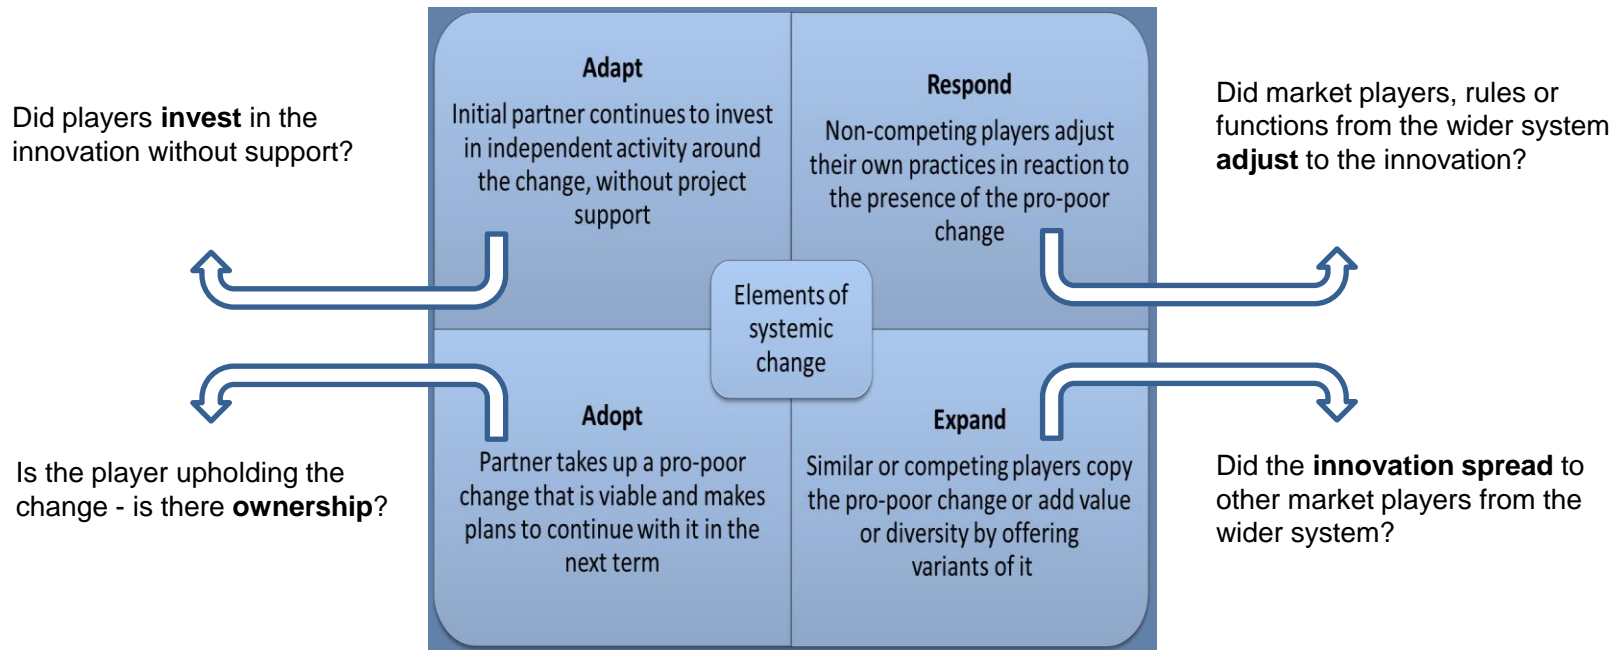 Did players invest in the
innovation without support?
Adapt
Initial partner continues to invest
in independent activity around
the change, without project
support
Respond
Non-competing players adjust
their own practices in reaction to
the presence of the pro-poor
change
Did market players, rules or
functions from the wider system
adjust to the innovation?
Elements of
systemic
change
Is the player upholding the
change - is there ownership?
Adopt
Partner takes up a pro-poor
change that is viable and makes
plans to continue with it in the
next term
Expand
Similar or competing players copy
the pro-poor change or add value
or diversity by offering
variants of it
Did the innovation spread to
other market players from the
wider system?